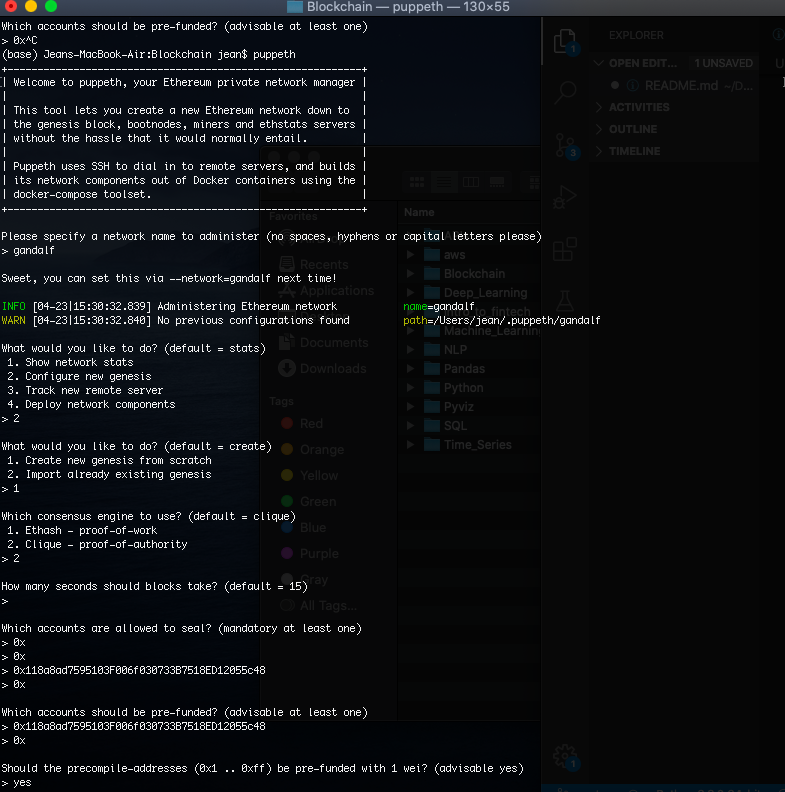 Blockchain — puppeth — 130×55
Which accounts should be pre-funded? (advisable at least one)
> 0x^C
(base) Jeans-MacBook-Air:Blockchain jean$ puppeth
+-----------------------------------------------------------+
| Welcome to puppeth, your Ethereum private network manager |
|                                                           |
| This tool lets you create a new Ethereum network down to  |
| the genesis block, bootnodes, miners and ethstats servers |
| without the hassle that it would normally entail.         |
|                                                           |
| Puppeth uses SSH to dial in to remote servers, and builds |
| its network components out of Docker containers using the |
| docker-compose toolset.                                   |
+-----------------------------------------------------------+
Please specify a network name to administer (no spaces, hyphens or capital letters please)
> gandalf
Sweet, you can set this via --network=gandalf next time!
INFO [04-23|15:30:32.839] Administering Ethereum network           name=gandalf
WARN [04-23|15:30:32.840] No previous configurations found         path=/Users/jean/.puppeth/gandalf
What would you like to do? (default = stats)
1. Show network stats
2. Configure new genesis
3. Track new remote server
4. Deploy network components
> 2
What would you like to do? (default = create)
1. Create new genesis from scratch
2. Import already existing genesis
> 1
Which consensus engine to use? (default = clique)
1. Ethash - proof-of-work
2. Clique - proof-of-authority
> 2
How many seconds should blocks take? (default = 15)
>
Which accounts are allowed to seal? (mandatory at least one)
> 0x
> 0x
> 0x118a8ad7595103F006f030733B7518ED12055c48
> 0x
Which accounts should be pre-funded? (advisable at least one)
> 0x118a8ad7595103F006f030733B7518ED12055c48
> 0x
Should the precompile-addresses (0x1 .. 0xff) be pre-funded with 1 wei? (advisable yes)
> yes
Favorites
Recents
Applications
Documents
Downloads
Tags
Red
Orange
Yellow
Green
Blue
Purple
Gray
All Tags...
Name
aws
Blockchain
Deep_Learning
Machine_Learning
NLP
Pandas
Python
Pyviz
SQL
Time_Series
1
3
1
EXPLORER
OPEN EDIT... 1 UNSAVED
README.md ~/D...
ACTIVITIES
OUTLINE
TIMELINE